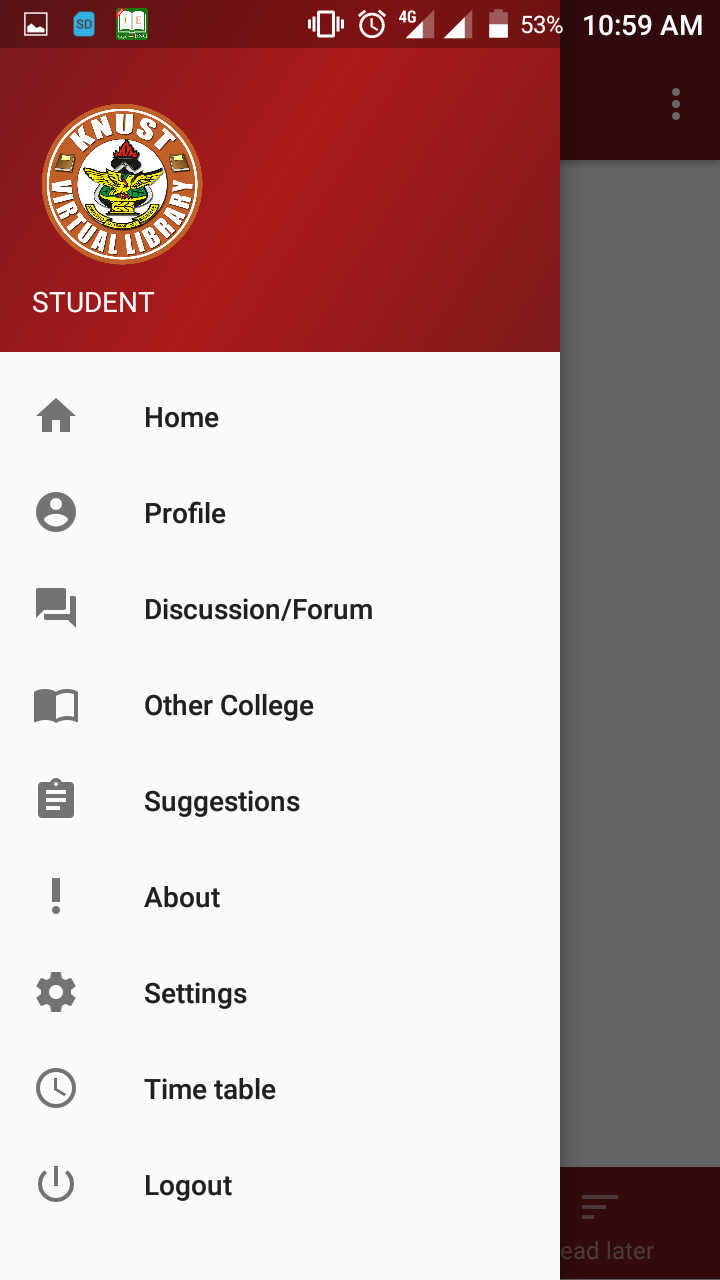 SD
4G
53%
10:59 AM
KNUST
VIRTUAL LIBRARY
STUDENT
Home
Profile
Discussion/Forum
Other College
Suggestions
About
Settings
Time table
Logout
ead later